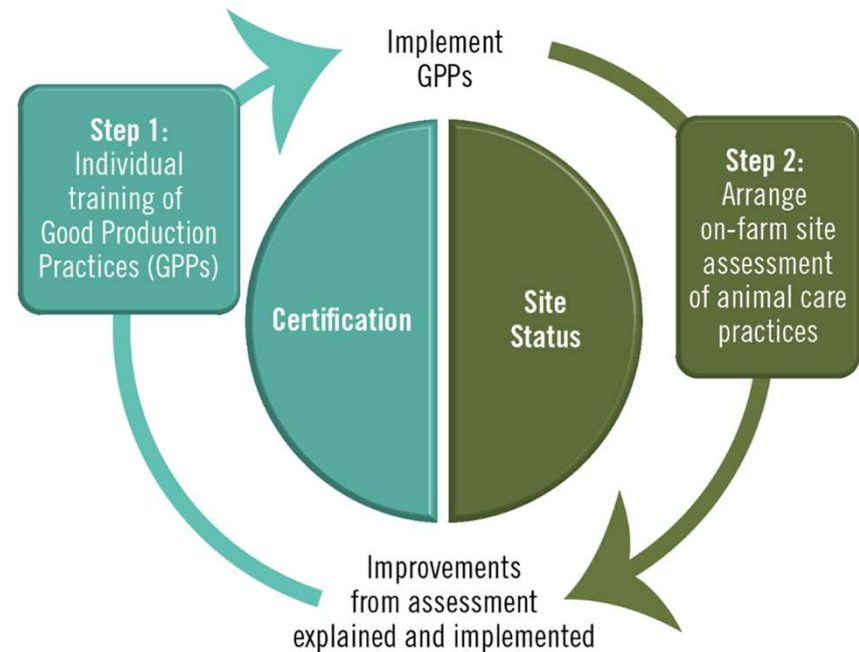 Implement
GPPs
Step 1:
Individual
training of
Good Production
Practices (GPPs)
Step 2:
Arrange
on-farm site
assessment
of animal care
practices
Certification
Site
Status
Improvements
from assessment
explained and implemented